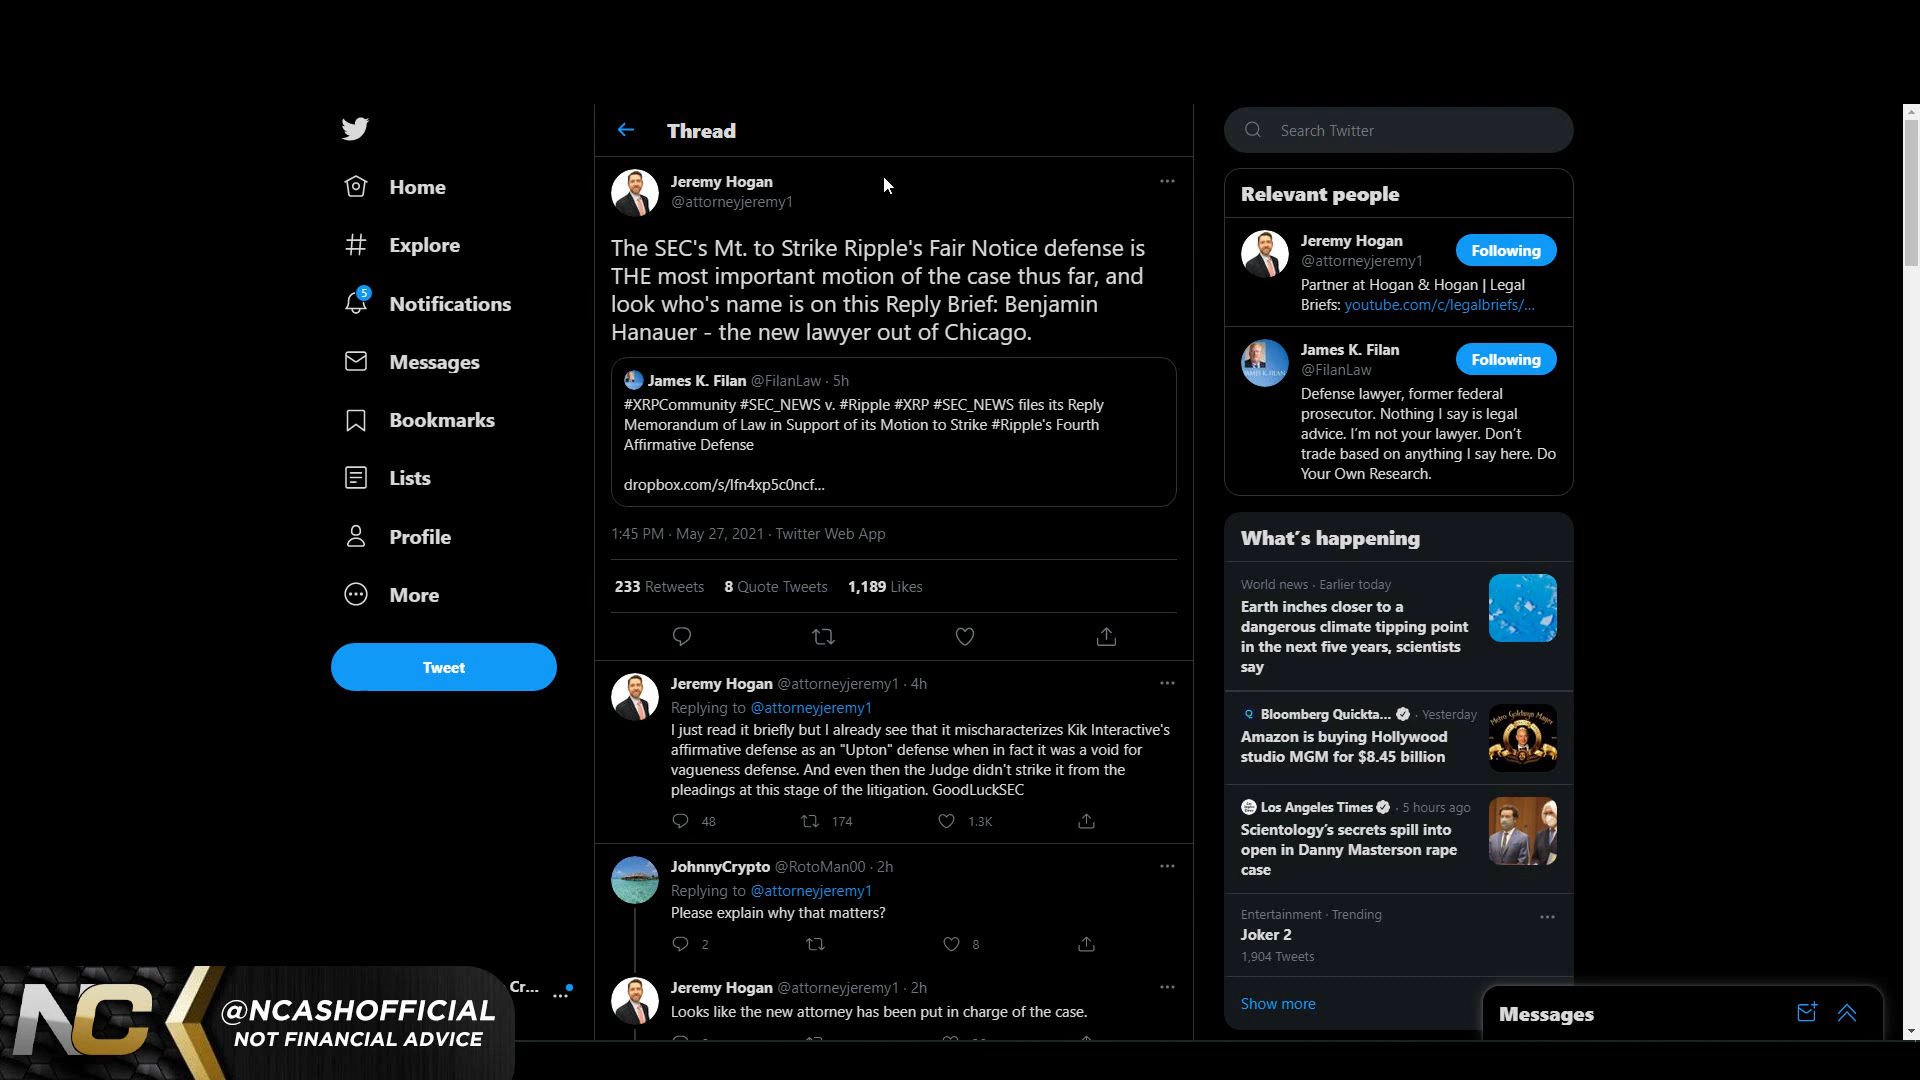 Home
Explore
5
Notifications
Messages
Bookmarks
Lists
Profile
More
Tweet
Cr...
Thread
Jeremy Hogan
@attorneyjeremy1
The SEC's Mt. to Strike Ripple's Fair Notice defense is
THE most important motion of the case thus far, and
look who's name is on this Reply Brief: Benjamin
Hanauer - the new lawyer out of Chicago.
James K. Filan @FilanLaw · 5h
#XRPCommunity #SEC_NEWS v. #Ripple #XRP #SEC_NEWS files its Reply
Memorandum of Law in Support of its Motion to Strike #Ripple's Fourth
Affirmative Defense
dropbox.com/s/lfn4xp5c0ncf...
1:45 PM · May 27, 2021 · Twitter Web App
233 Retweets 8 Quote Tweets 1,189 Likes
Jeremy Hogan @attorneyjeremy1 · 4h
Replying to @attorneyjeremy1
I just read it briefly but I already see that it mischaracterizes Kik Interactive's
affirmative defense as an "Upton" defense when in fact it was a void for
vagueness defense. And even then the Judge didn't strike it from the
pleadings at this stage of the litigation. GoodLuckSEC
48 174 1.3K
JohnnyCrypto @RotoMan00 · 2h
Replying to @attorneyjeremy1
Please explain why that matters?
2 8
Jeremy Hogan @attorneyjeremy1 · 2h
Looks like the new attorney has been put in charge of the case.
Search Twitter
Relevant people
Jeremy Hogan
@attorneyjeremy1
Following
Partner at Hogan & Hogan | Legal
Briefs: youtube.com/c/legalbriefs/...
James K. Filan
@FilanLaw
Following
Defense lawyer, former federal
prosecutor. Nothing I say is legal
advice. I'm not your lawyer. Don't
trade based on anything I say here. Do
Your Own Research.
What's happening
World news · Earlier today
Earth inches closer to a
dangerous climate tipping point
in the next five years, scientists
say
Bloomberg Quickta... · Yesterday
Amazon is buying Hollywood
studio MGM for $8.45 billion
Los Angeles Times · 5 hours ago
Scientology's secrets spill into
open in Danny Masterson rape
case
Entertainment · Trending
Joker 2
1,904 Tweets
Show more
Messages
NC
@NCASHOFFICIAL
NOT FINANCIAL ADVICE